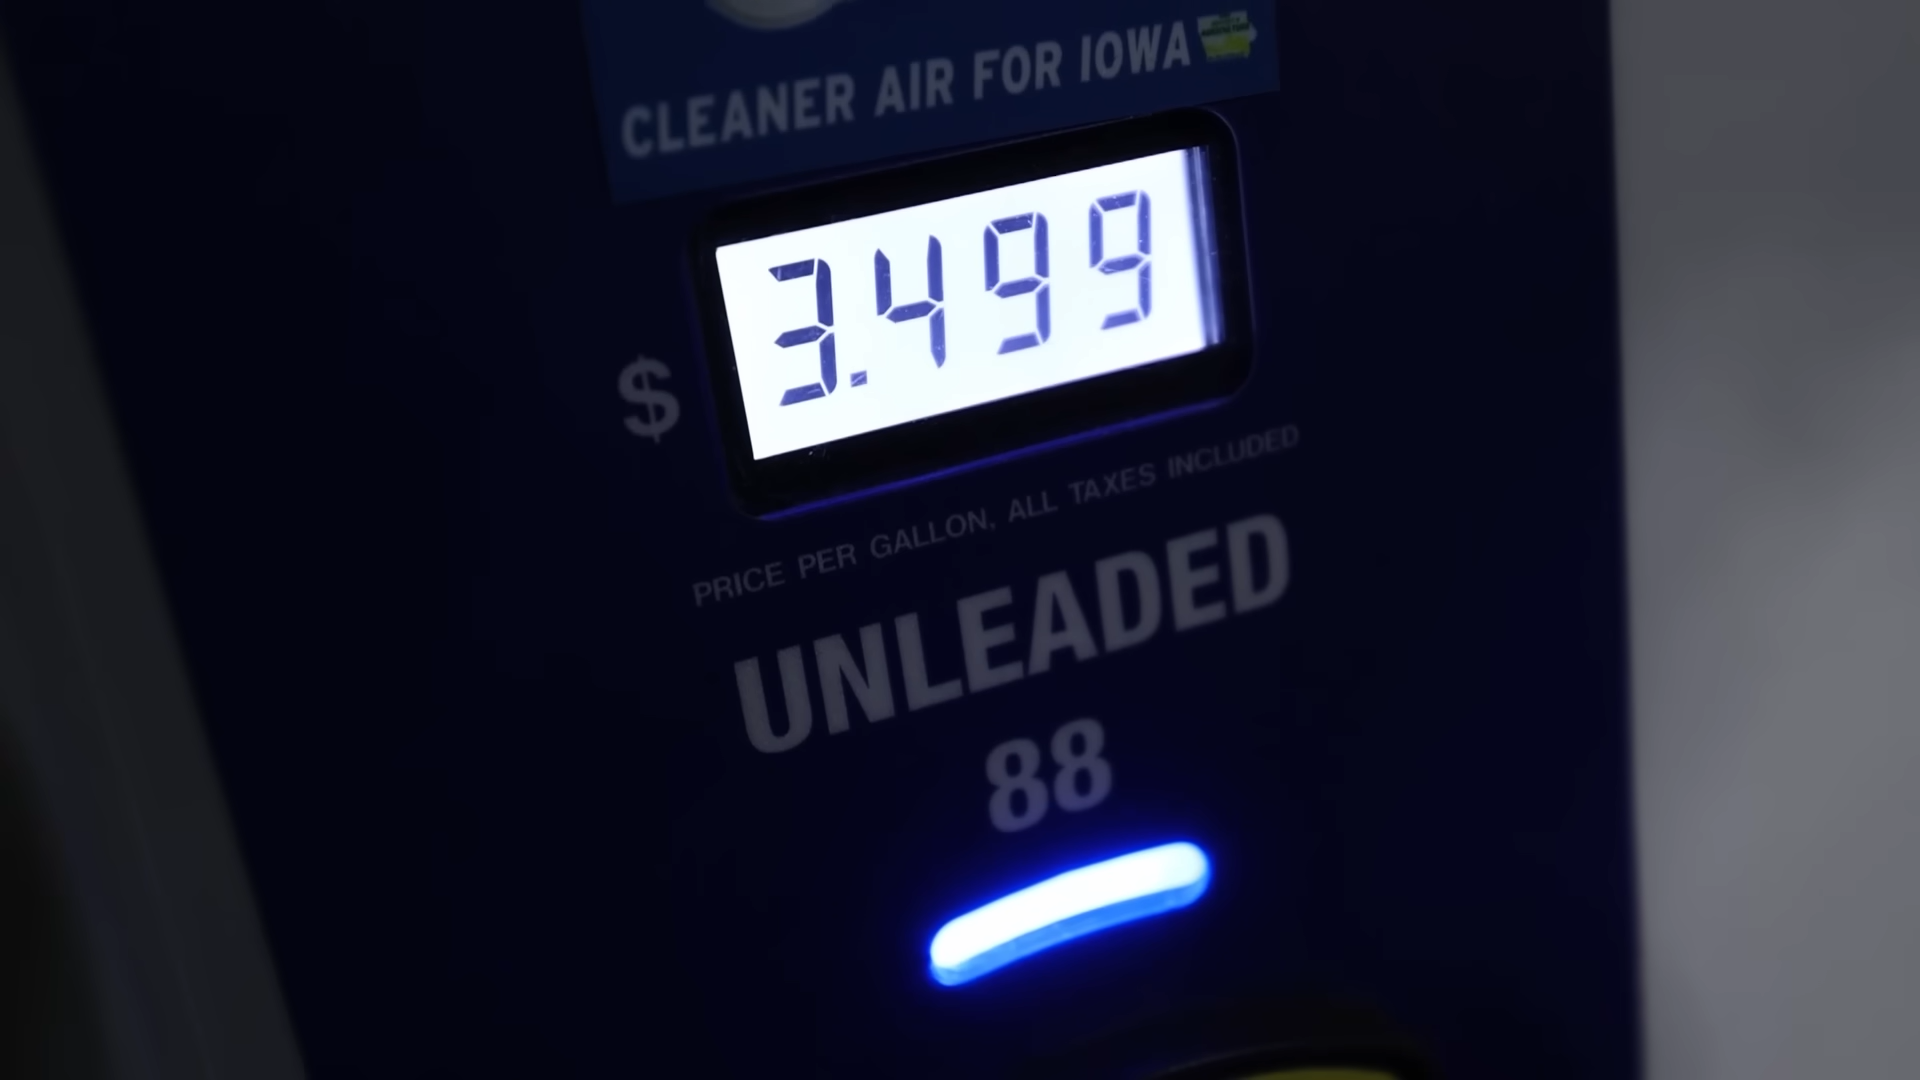 CLEANER AIR FOR IOWA
$ 3.499
PRICE PER GALLON, ALL TAXES INCLUDED
UNLEADED
88